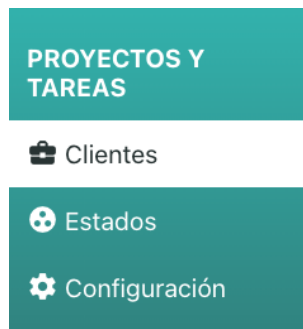 PROYECTOS Y
TAREAS
Clientes
Estados
Configuración